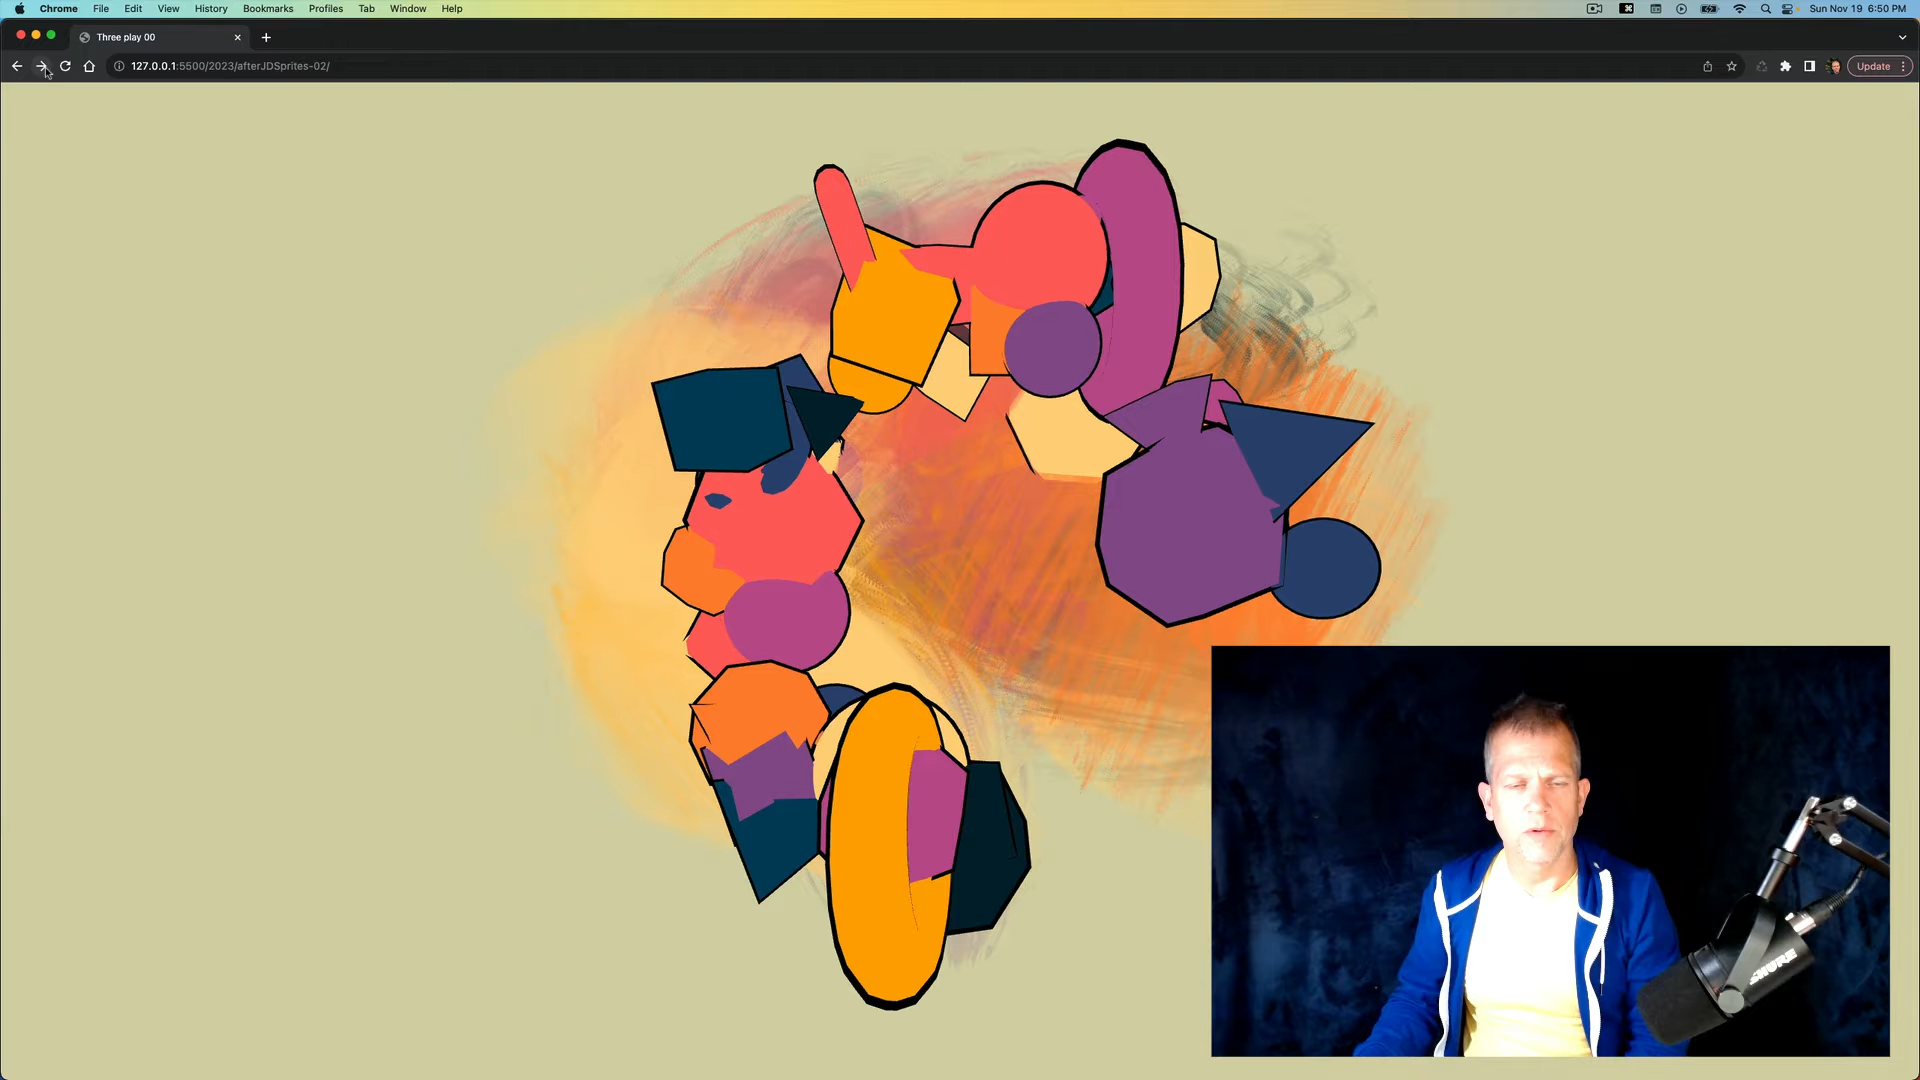 Chrome File Edit View History Bookmarks Profiles Tab Window Help Sun Nov 19 6:50 PM
Three play 00
127.0.0.1:5500/2023/afterJDSprites-02/ Update
SHURE